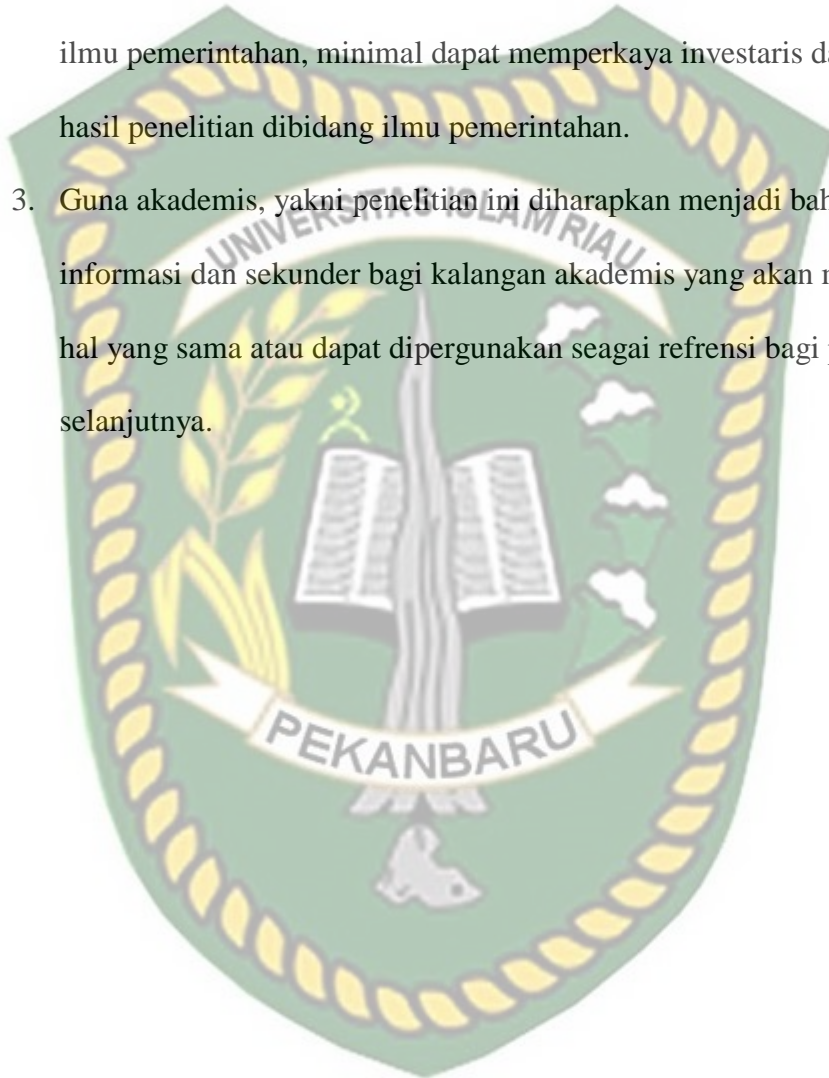 ilmu pemerintahan, minimal dapat memperkaya investaris da
hasil penelitian dibidang ilmu pemerintahan.
3. Guna akademis, yakni penelitian ini diharapkan menjadi bah
UNIVERSITAS ISLAM RIAU
informasi dan sekunder bagi kalangan akademis yang akan
hal yang sama atau dapat dipergunakan seagai refrensi bagi
selanjutnya.
PEKANBARU